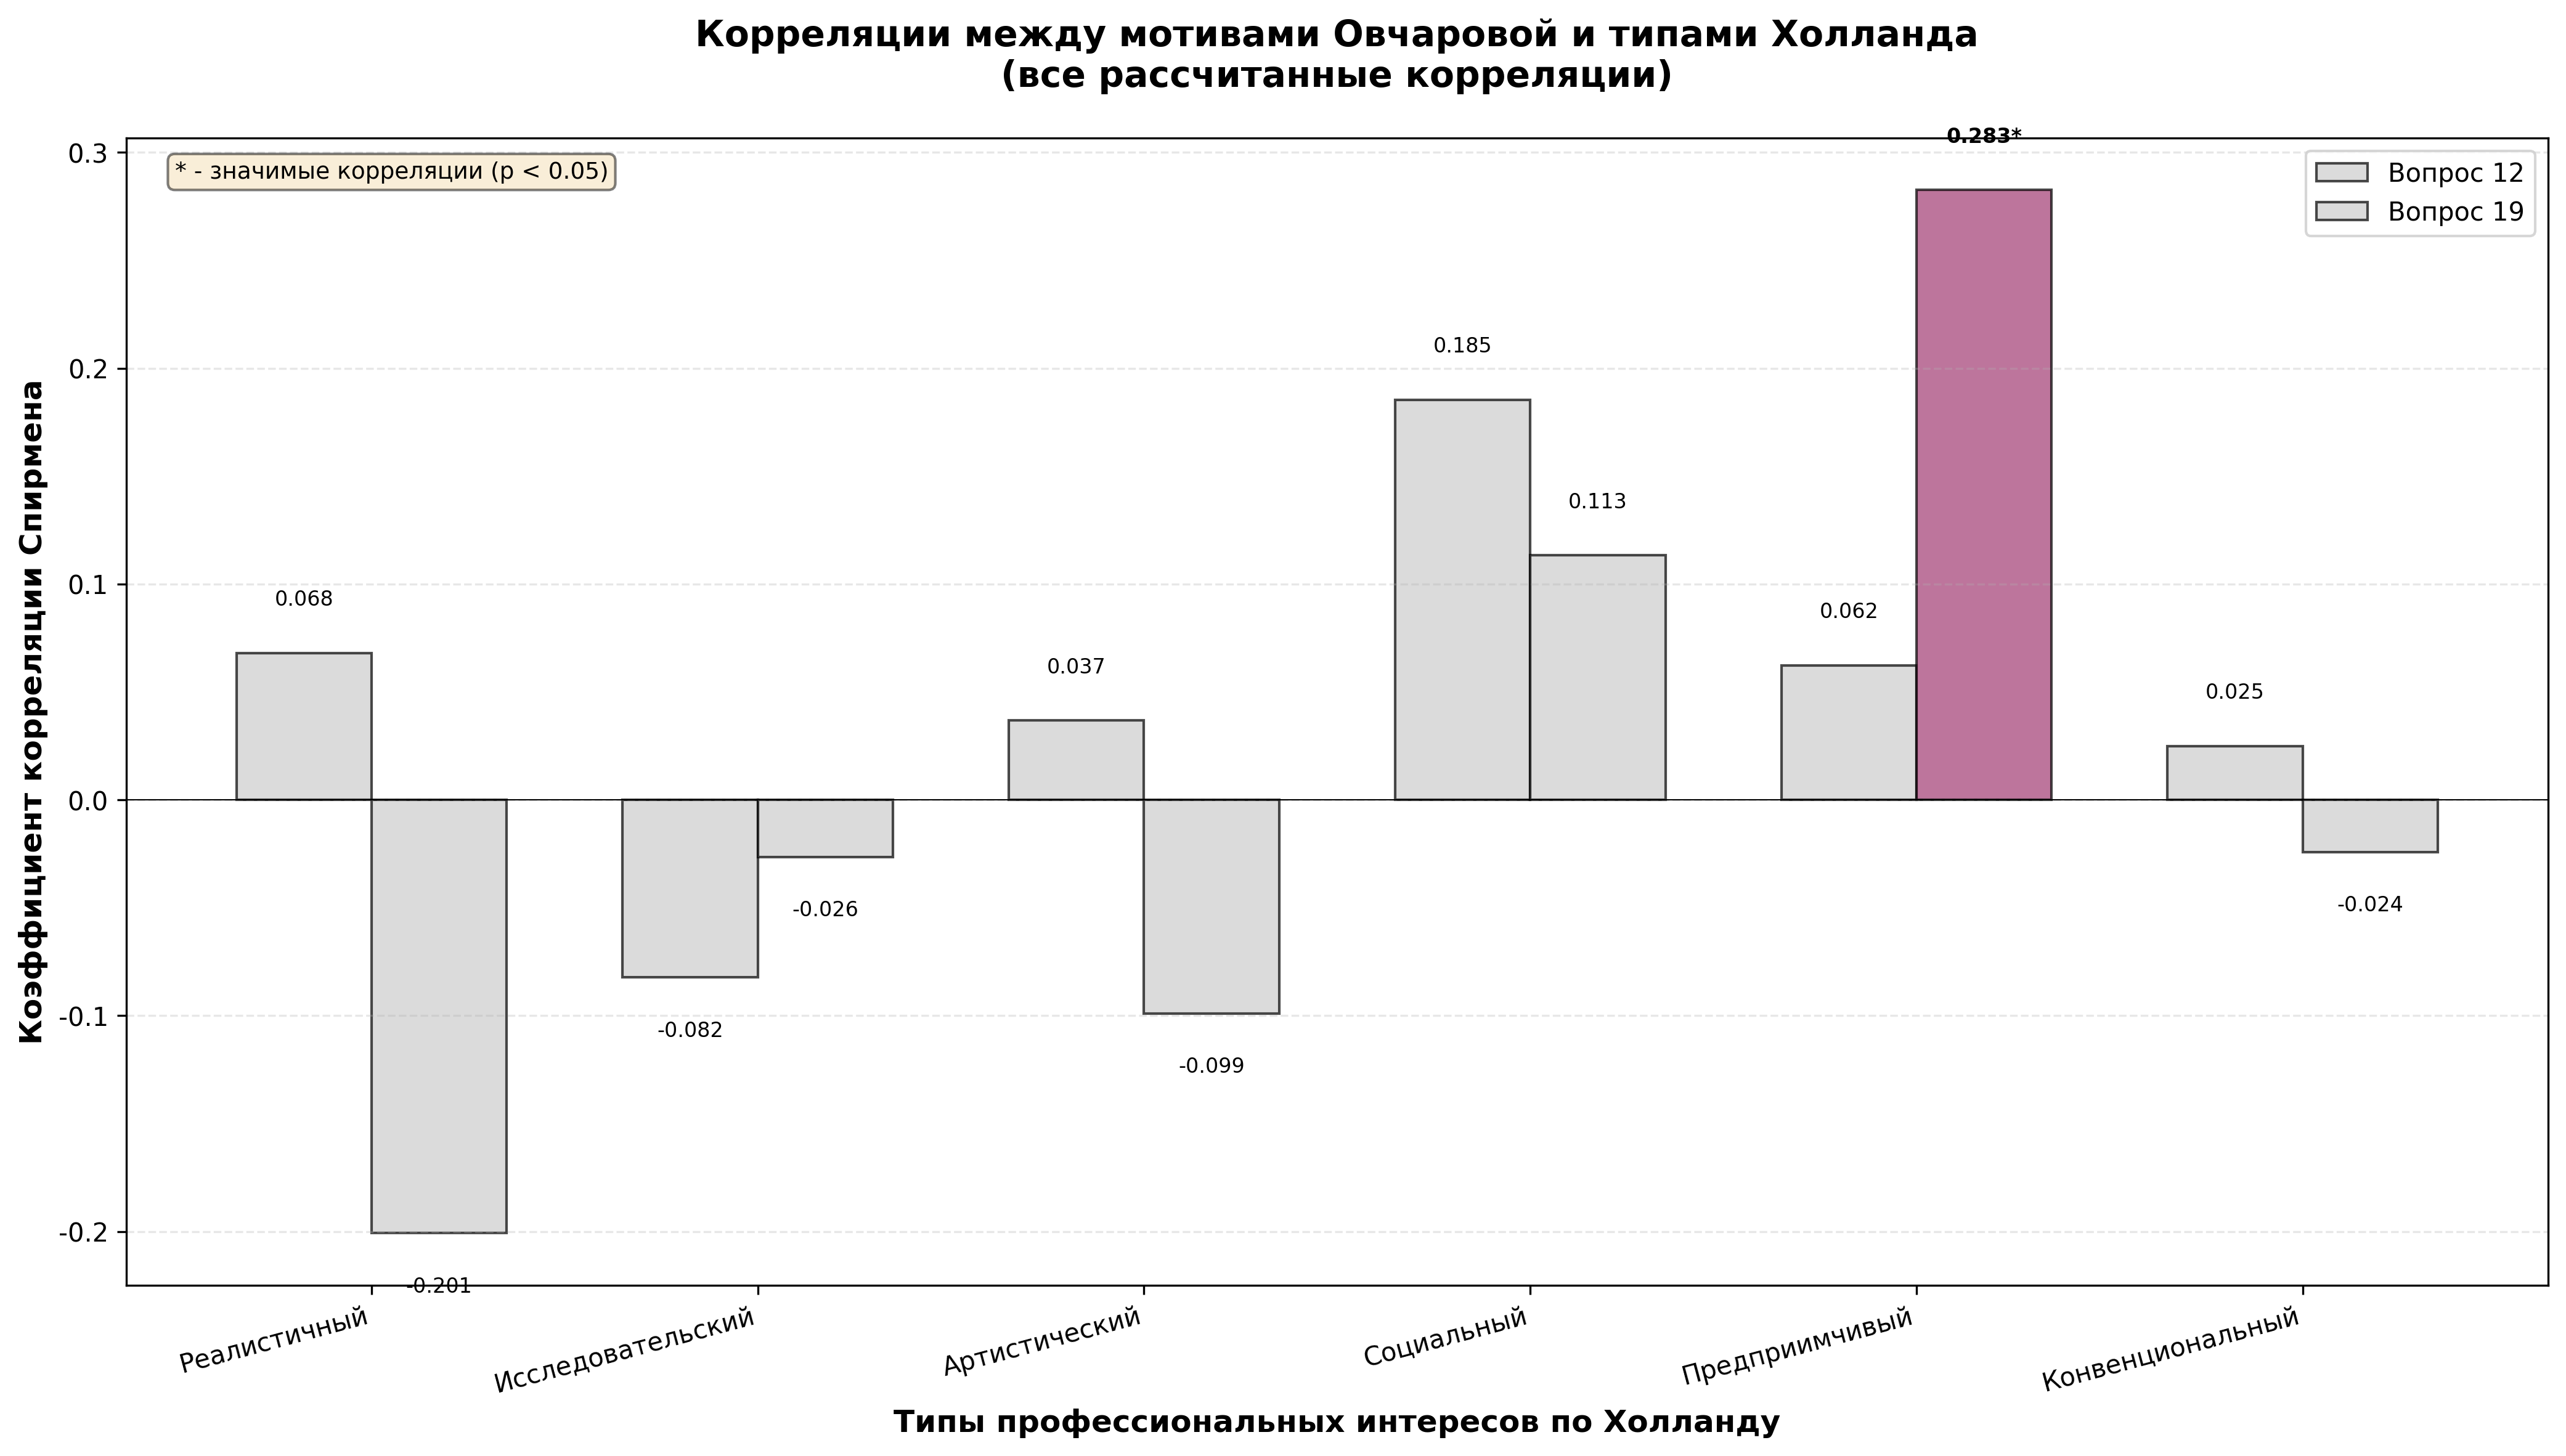 Корреляции между мотивами Овчаровой и типами Холланда
(все рассчитанные корреляции)
Коэффициент корреляции Спирмена
0.3
0.2
0.1
0.0
-0.1
-0.2
* - значимые корреляции (p < 0.05)
Вопрос 12
Вопрос 19
0.068
-0.201
-0.082
-0.026
0.037
-0.099
0.185
0.113
0.062
0.283*
0.025
-0.024
Реалистичный
Исследовательский
Артистический
Социальный
Предприимчивый
Конвенциональный
Типы профессиональных интересов по Холланду